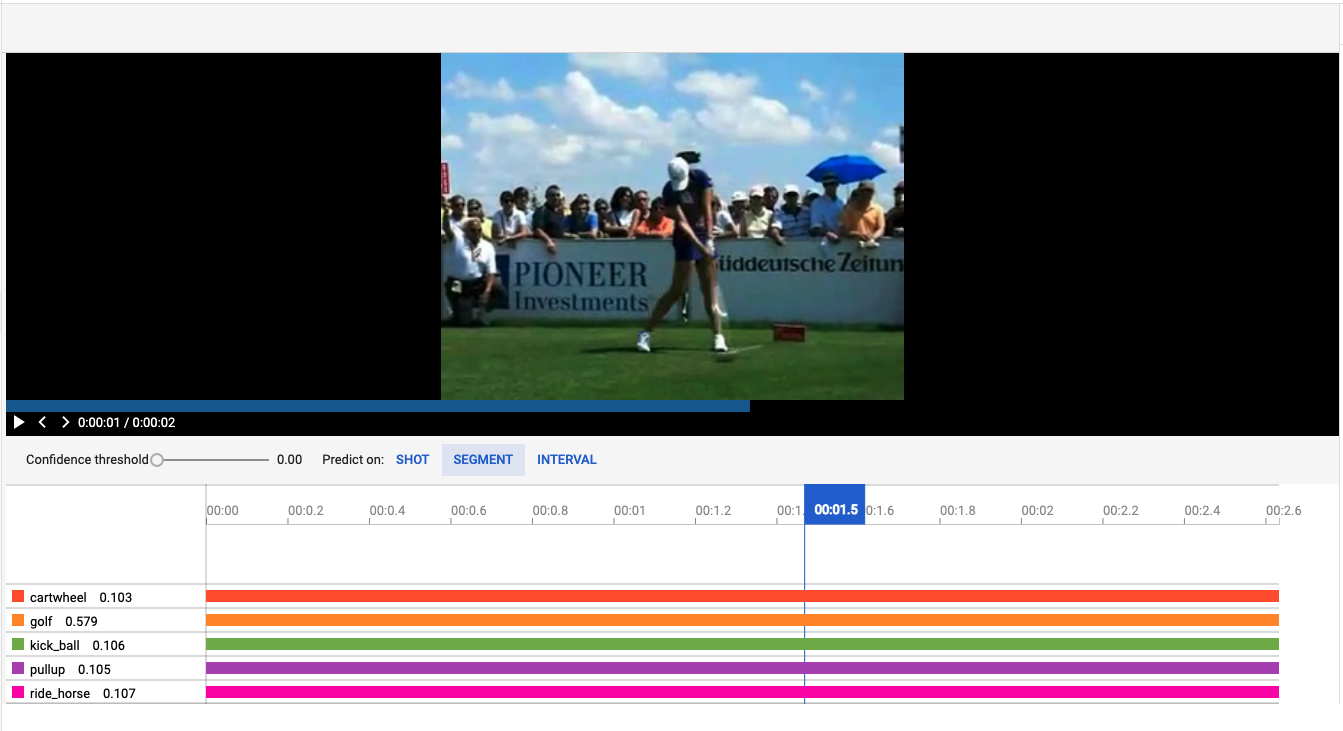 PIONEER
Investments
üddeutsche Zeitun
0:00:01 / 0:00:02
Confidence threshold 0.00 Predict on: SHOT SEGMENT INTERVAL
00:00 00:0.2 00:0.4 00:0.6 00:0.8 00:01 00:1.2 00:1. 00:01.5 0:1.6 00:1.8 00:02 00:2.2 00:2.4 00:2.6
cartwheel 0.103
golf 0.579
kick_ball 0.106
pullup 0.105
ride_horse 0.107